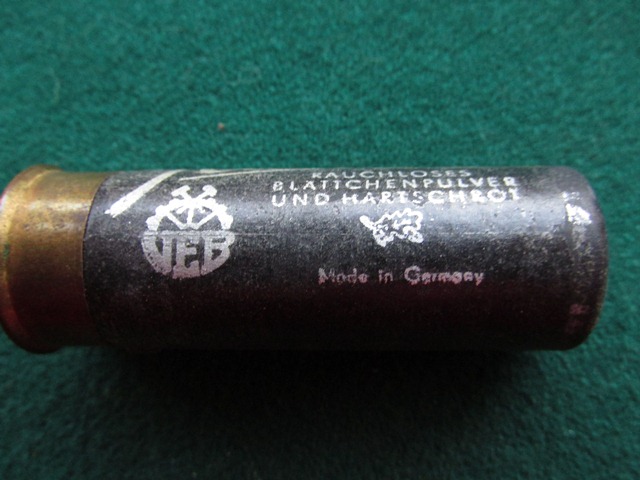 RAUCHLOSES
BLÄTTCHENPULVER
UND HARTSCHROT
VEB
Made in Germany